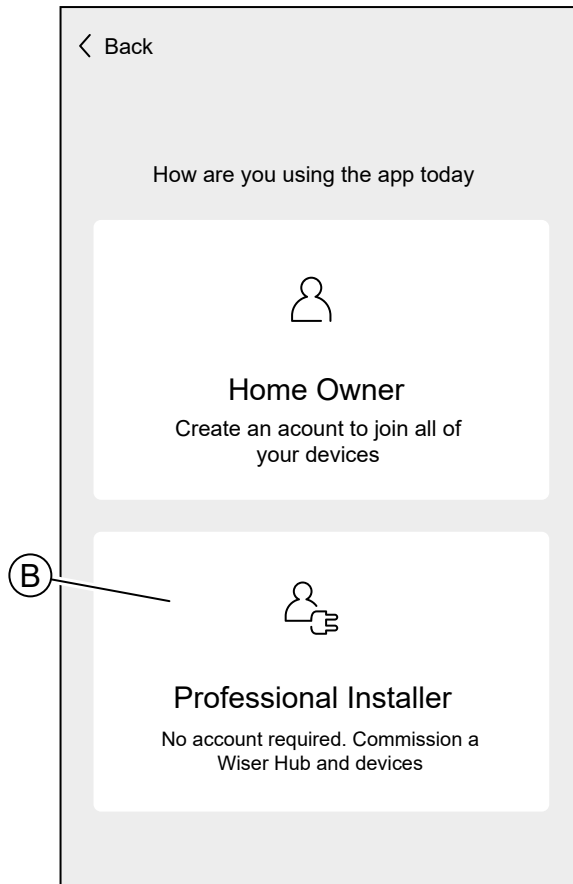 Back
How are you using the app today
Home Owner
Create an acount to join all of
your devices
B
Professional Installer
No account required. Commission a
Wiser Hub and devices